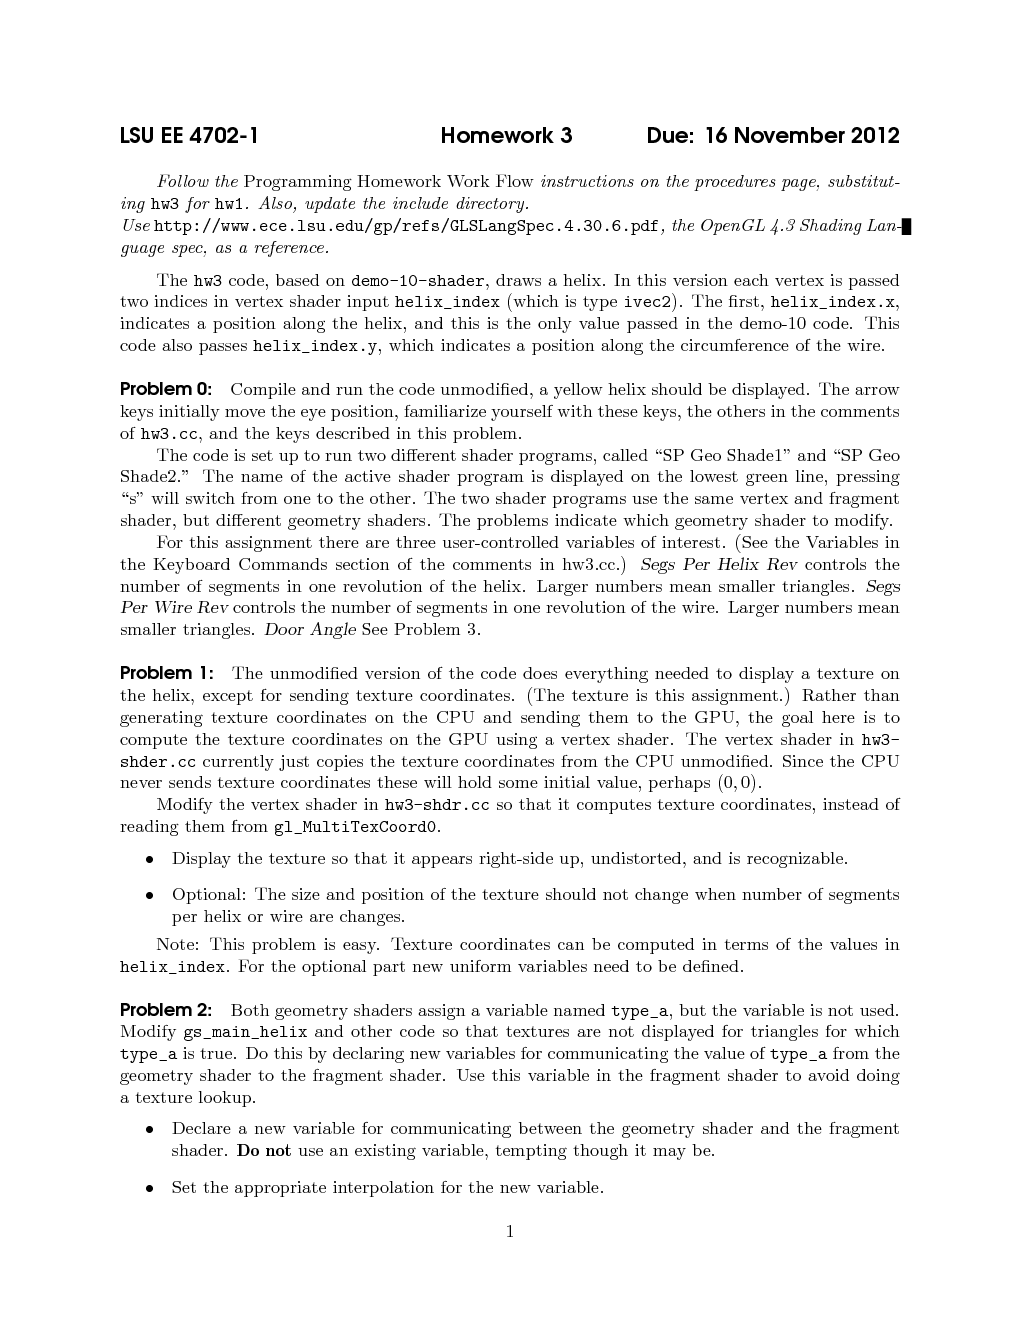 LSU EE 4702-1 Homework 3 Due: 16 November 2012
Follow the Programming Homework Work Flow instructions on the procedures page, substitut-
ing hw3 for hw1. Also, update the include directory.
Use http://www.ece.lsu.edu/gp/refs/GLSLangSpec.4.30.6.pdf, the OpenGL 4.3 Shading Lan-
guage spec, as a reference.
The hw3 code, based on demo-10-shader, draws a helix. In this version each vertex is passed
two indices in vertex shader input helix_index (which is type ivec2). The first, helix_index.x,
indicates a position along the helix, and this is the only value passed in the demo-10 code. This
code also passes helix_index.y, which indicates a position along the circumference of the wire.
Problem 0: Compile and run the code unmodified, a yellow helix should be displayed. The arrow
keys initially move the eye position, familiarize yourself with these keys, the others in the comments
of hw3.cc, and the keys described in this problem.
The code is set up to run two different shader programs, called “SP Geo Shade1” and “SP Geo
Shade2.” The name of the active shader program is displayed on the lowest green line, pressing
“s” will switch from one to the other. The two shader programs use the same vertex and fragment
shader, but different geometry shaders. The problems indicate which geometry shader to modify.
For this assignment there are three user-controlled variables of interest. (See the Variables in
the Keyboard Commands section of the comments in hw3.cc.) Segs Per Helix Rev controls the
number of segments in one revolution of the helix. Larger numbers mean smaller triangles. Segs
Per Wire Rev controls the number of segments in one revolution of the wire. Larger numbers mean
smaller triangles. Door Angle See Problem 3.
Problem 1: The unmodified version of the code does everything needed to display a texture on
the helix, except for sending texture coordinates. (The texture is this assignment.) Rather than
generating texture coordinates on the CPU and sending them to the GPU, the goal here is to
compute the texture coordinates on the GPU using a vertex shader. The vertex shader in hw3-
shder.cc currently just copies the texture coordinates from the CPU unmodified. Since the CPU
never sends texture coordinates these will hold some initial value, perhaps (0, 0).
Modify the vertex shader in hw3-shdr.cc so that it computes texture coordinates, instead of
reading them from gl_MultiTexCoord0.
• Display the texture so that it appears right-side up, undistorted, and is recognizable.
• Optional: The size and position of the texture should not change when number of segments
per helix or wire are changes.
Note: This problem is easy. Texture coordinates can be computed in terms of the values in
helix_index. For the optional part new uniform variables need to be defined.
Problem 2: Both geometry shaders assign a variable named type_a, but the variable is not used.
Modify gs_main_helix and other code so that textures are not displayed for triangles for which
type_a is true. Do this by declaring new variables for communicating the value of type_a from the
geometry shader to the fragment shader. Use this variable in the fragment shader to avoid doing
a texture lookup.
• Declare a new variable for communicating between the geometry shader and the fragment
shader. Do not use an existing variable, tempting though it may be.
• Set the appropriate interpolation for the new variable.
1